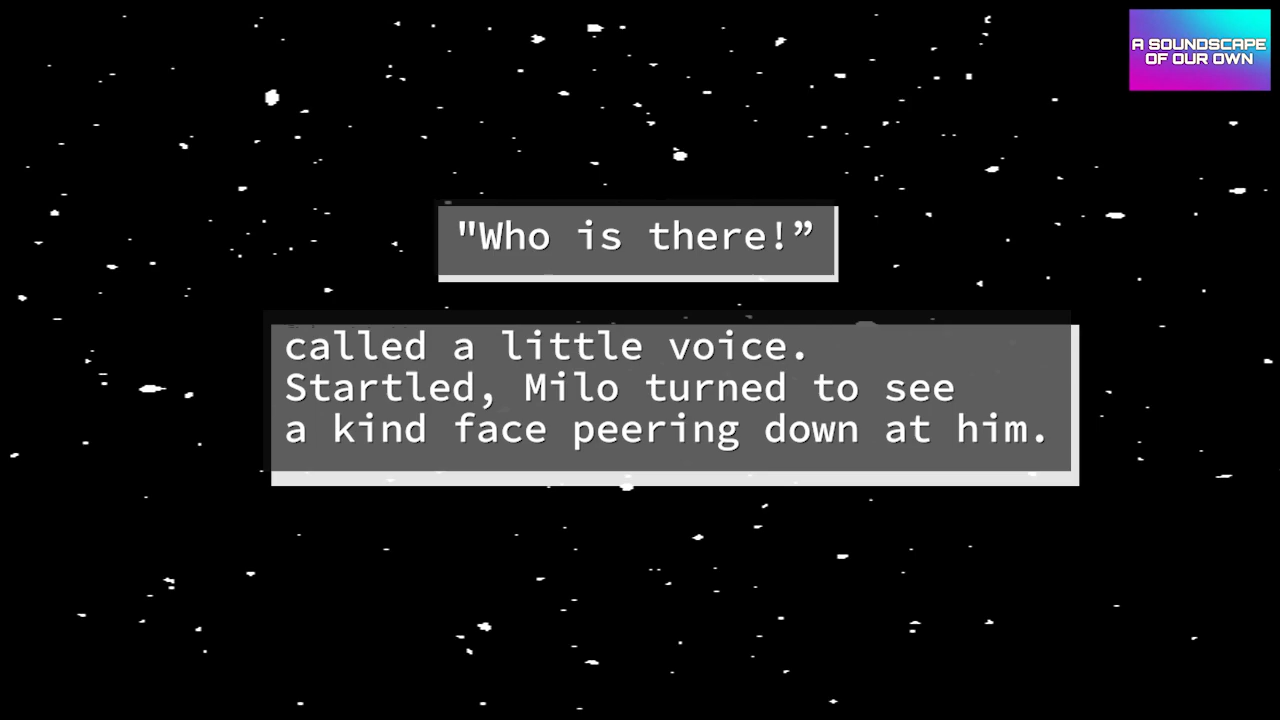 A SOUNDSCAPE
OF OUR OWN
"Who is there!”
called a little voice.
Startled, Milo turned to see
a kind face peering down at him.